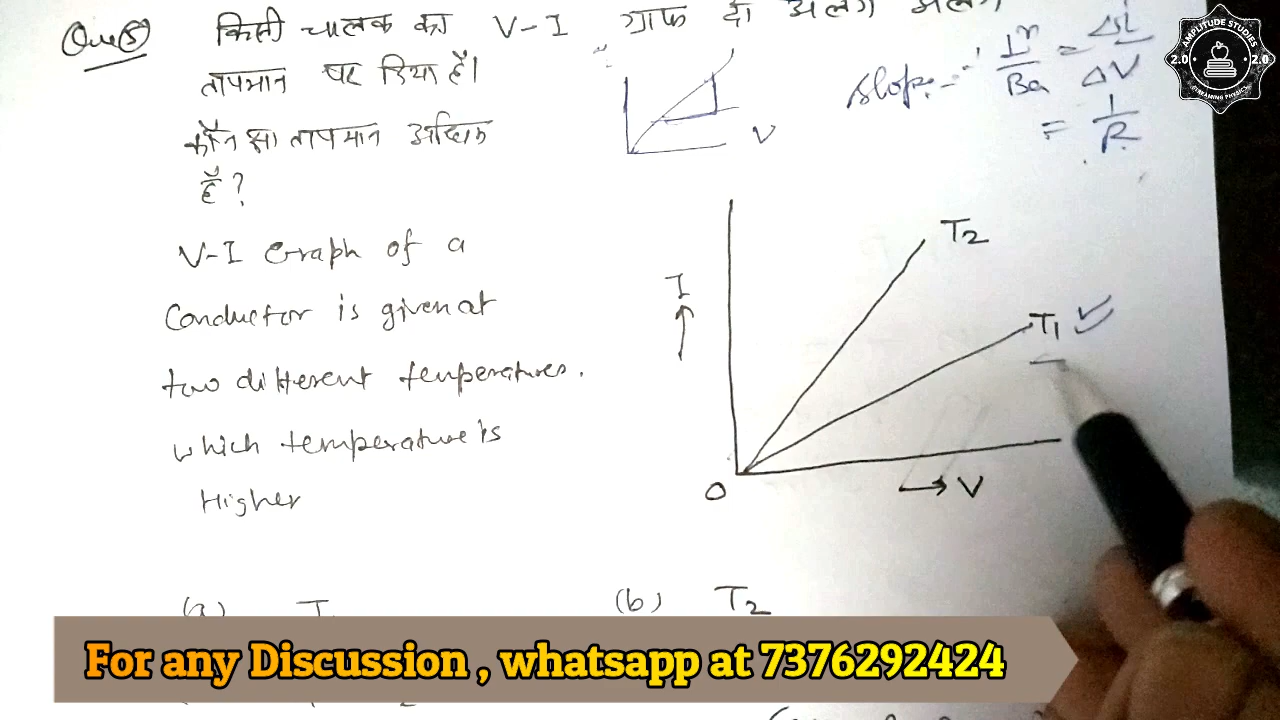 Que 5 किसी चालक का V-I ग्राफ दो अलग अलग
तापमान पर दिया है।
कौन सा तापमान अधिक
है?
V-I Graph of a
Conductor is given at
two different temperatures.
which temperature is
Higher
V
slope :-
Ba
= Δi
ΔV
= 1
R
I
T2
T1
O
V
(a) T
(b) T2
For any Discussion , whatsapp at 7376292424
AMPLITUDE STUDIES
2.0 2.0